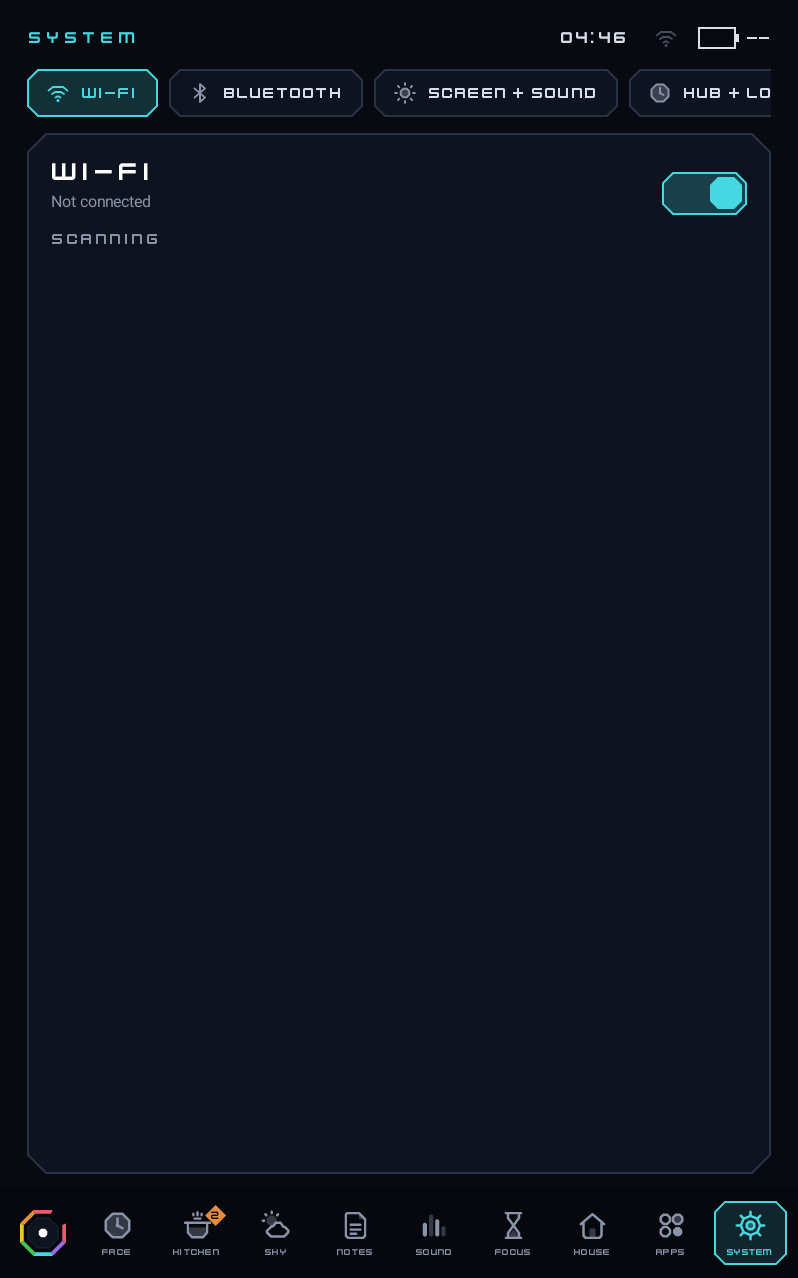 SYSTEM
04:46
--
WI-FI
BLUETOOTH
SCREEN + SOUND
HUB + LO
WI-FI
Not connected
SCANNING
2
FACE
KITCHEN
SKY
NOTES
SOUND
FOCUS
HOUSE
APPS
SYSTEM